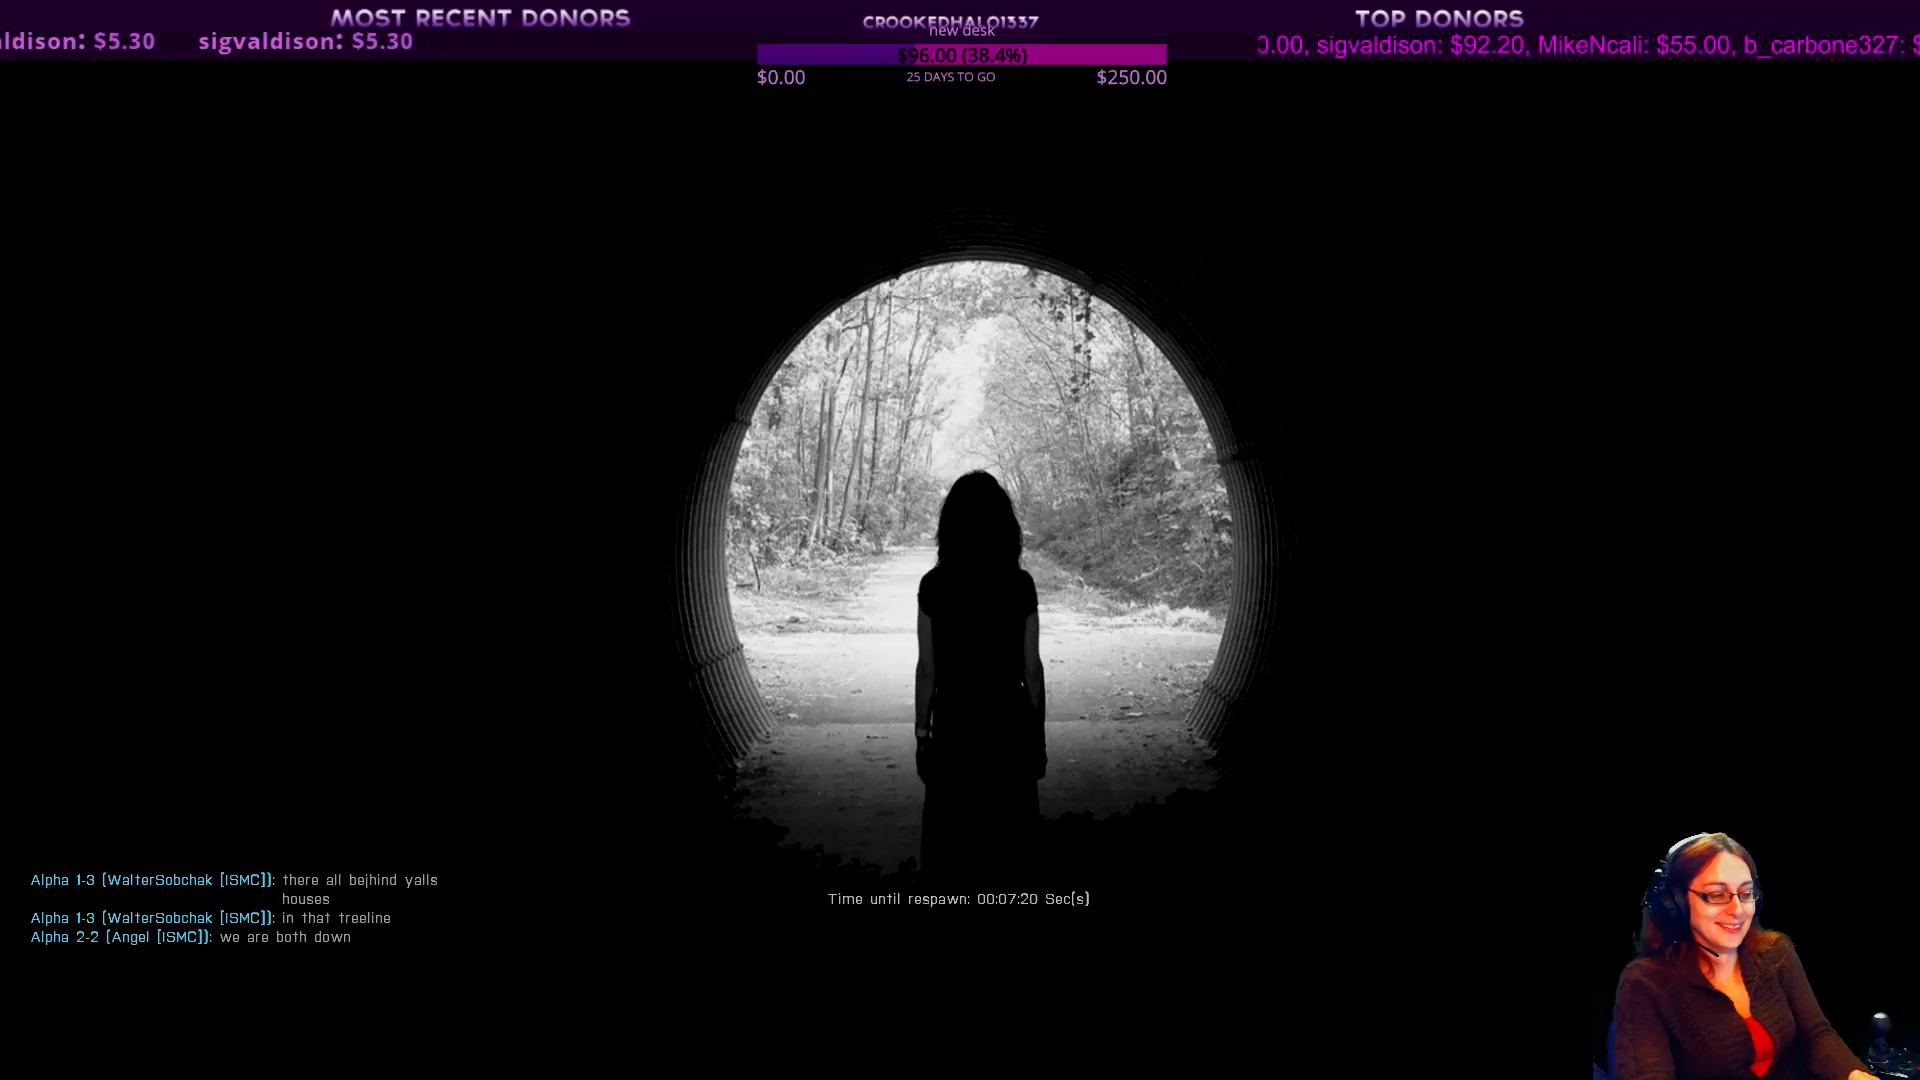 MOST RECENT DONORS
ldison: $5.30 sigvaldison: $5.30
CROOKEDHALO1337
new desk
$96.00 (38.4%)
$0.00 25 DAYS TO GO $250.00
TOP DONORS
0.00, sigvaldison: $92.20, MikeNcali: $55.00, b_carbone327: $
Alpha 1-3 (WalterSobchak [ISMC]): there all bejhind yalls
houses
Alpha 1-3 (WalterSobchak [ISMC]): in that treeline
Alpha 2-2 (Angel [ISMC]): we are both down
Time until respawn: 00:07:20 Sec(s)